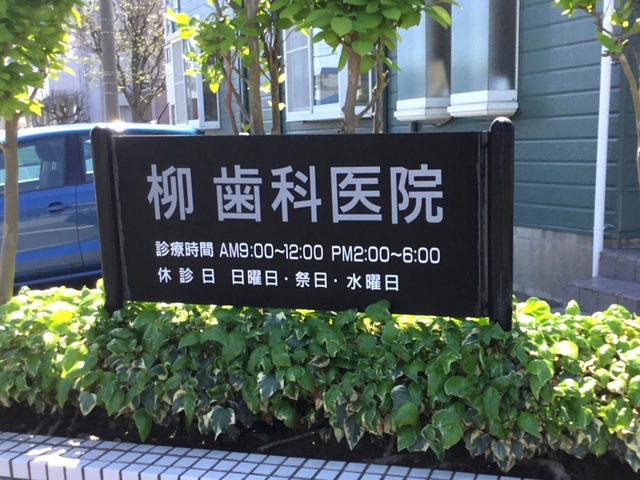 柳 歯科医院
診療時間 AM9:00~12:00 PM2:00~6:00
休診日 日曜日・祭日・水曜日